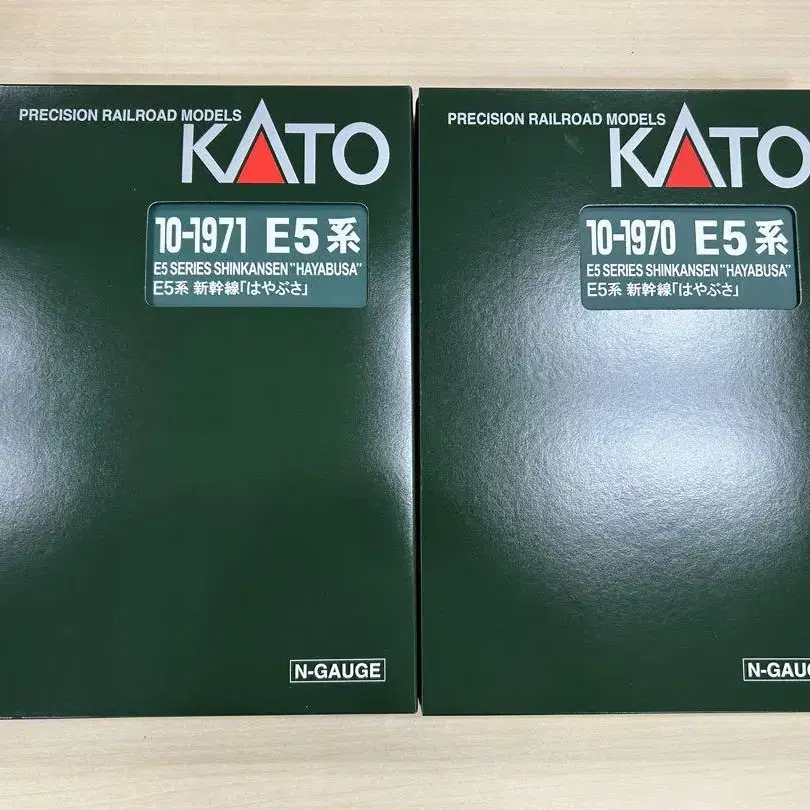 PRECISION RAILROAD MODELS
KATO
10-1971 E5系
E5 SERIES SHINKANSEN "HAYABUSA"
E5系 新幹線「はやぶさ」
N-GAUGE
PRECISION RAILROAD MODELS
KATO
10-1970 E5系
E5 SERIES SHINKANSEN "HAYABUSA"
E5系 新幹線「はやぶさ」
N-GAUG